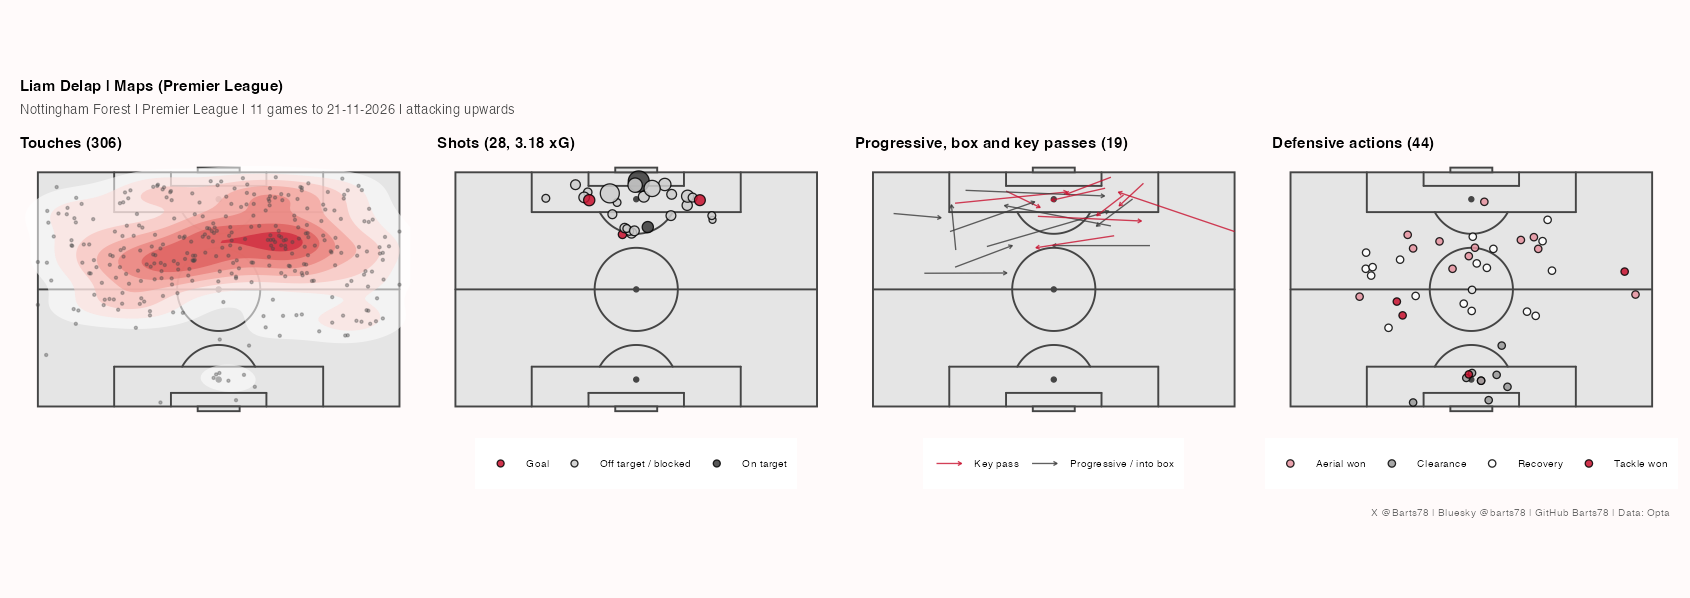 Liam Delap | Maps (Premier League)
Nottingham Forest | Premier League | 11 games to 21-11-2026 | attacking upwards
Touches (306)
Shots (28, 3.18 xG)
Progressive, box and key passes (19)
Defensive actions (44)
Goal
Off target / blocked
On target
Key pass
Progressive / into box
Aerial won
Clearance
Recovery
Tackle won
X @Barts78 | Bluesky @barts78 | GitHub Barts78 | Data: Opta